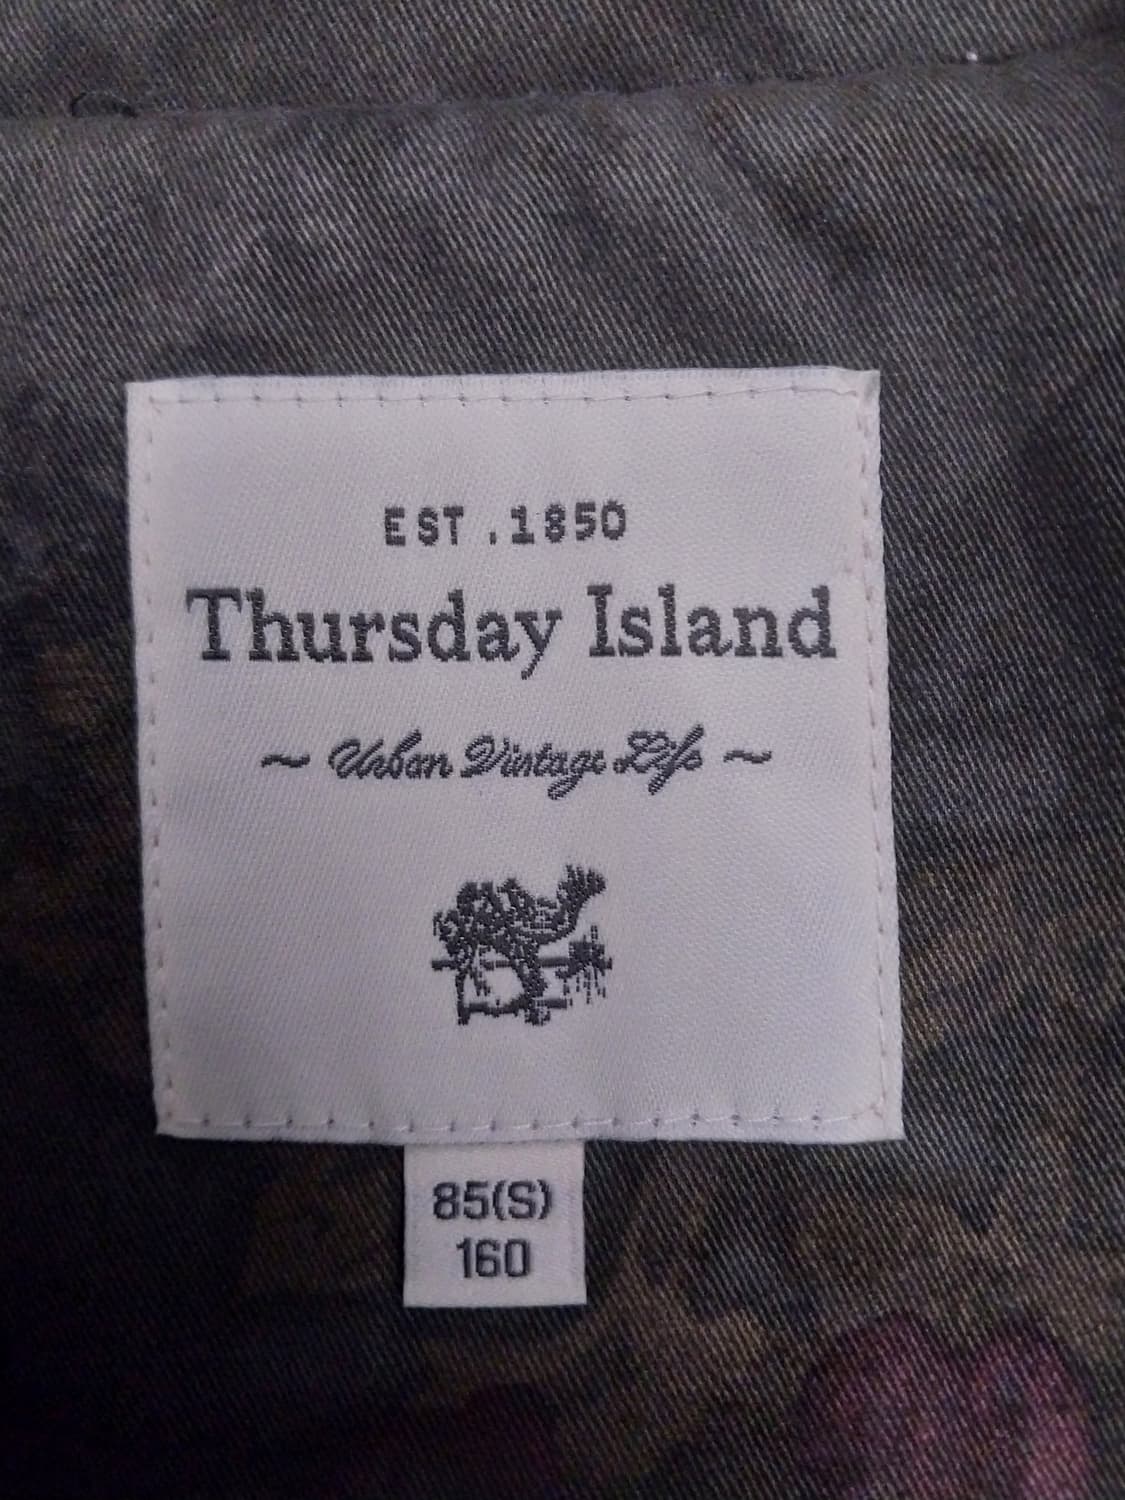 EST .1850
Thursday Island
~ Urban Vintage Life ~
85(S)
160